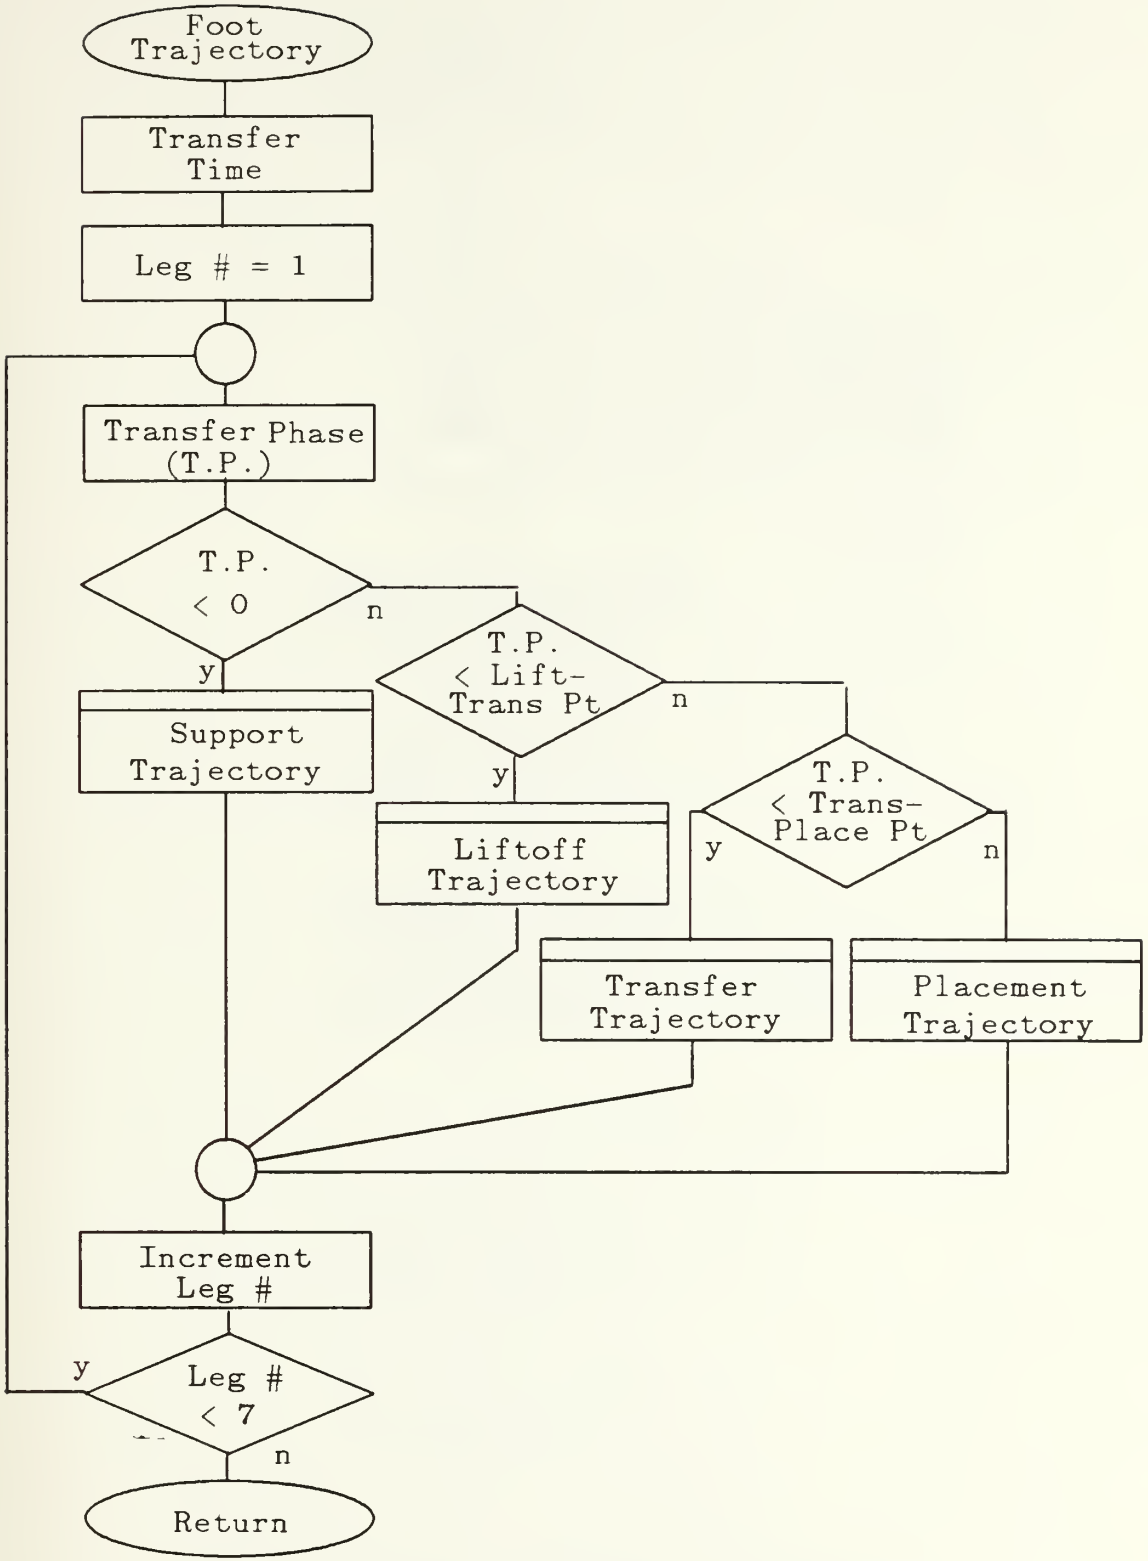 Foot
Trajectory
Transfer
Time
Leg # = 1
Transfer Phase
(T.P.)
T.P.
< 0
n
y
T.P.
< Lift-
Trans Pt
n
y
Support
Trajectory
T.P.
< Trans-
Place Pt
y
n
Liftoff
Trajectory
Transfer
Trajectory
Placement
Trajectory
Increment
Leg #
Leg #
< 7
y
n
Return